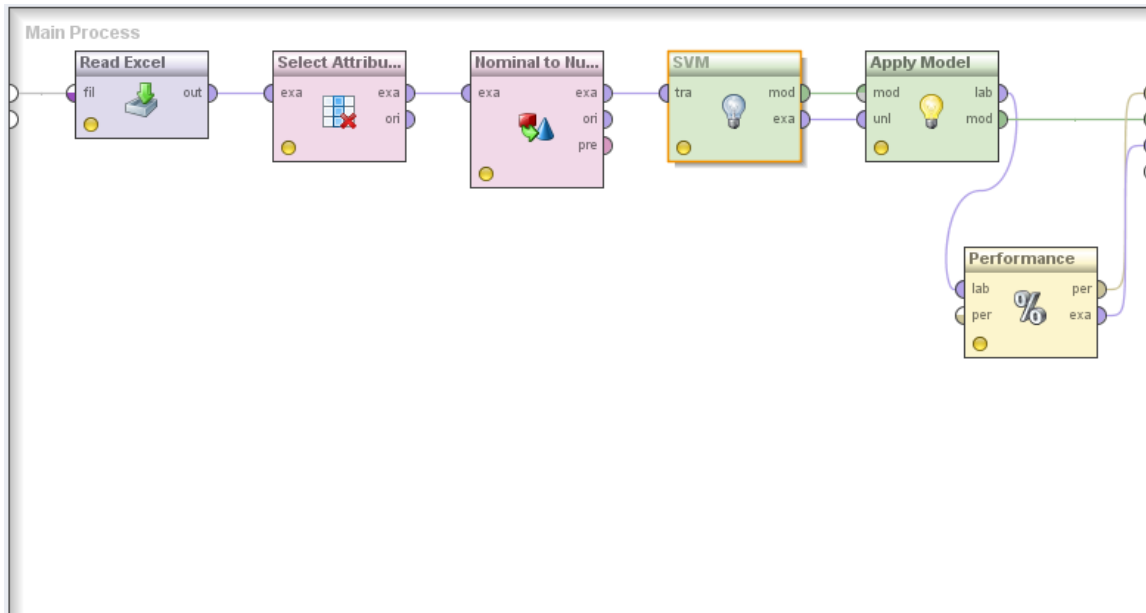 Main Process
Read Excel
fil out
Select Attribu...
exa exa
ori
Nominal to Nu...
exa exa
ori
pre
SVM
tra mod
exa
Apply Model
mod lab
unl mod
Performance
lab per
per exa
%